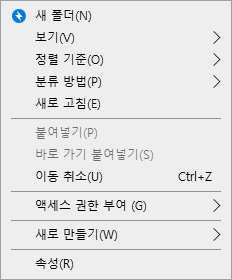 새 폴더(N)
보기(V)
정렬 기준(O)
분류 방법(P)
새로 고침(E)
붙여넣기(P)
바로 가기 붙여넣기(S)
이동 취소(U) Ctrl+Z
액세스 권한 부여 (G)
새로 만들기(W)
속성(R)